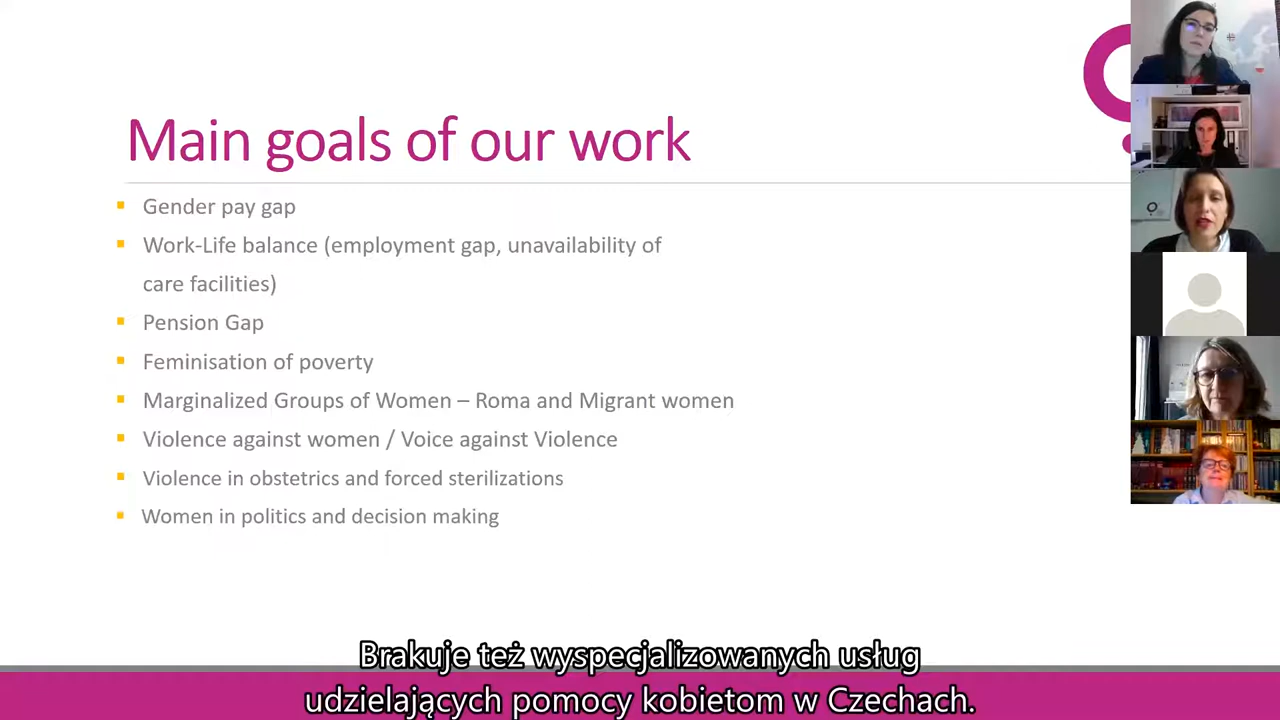 Main goals of our work
Gender pay gap
Work-Life balance (employment gap, unavailability of
care facilities)
Pension Gap
Feminisation of poverty
Marginalized Groups of Women – Roma and Migrant women
Violence against women / Voice against Violence
Violence in obstetrics and forced sterilizations
Women in politics and decision making
Brakuje też wyspecjalizowanych usług
udzielających pomocy kobietom w Czechach.